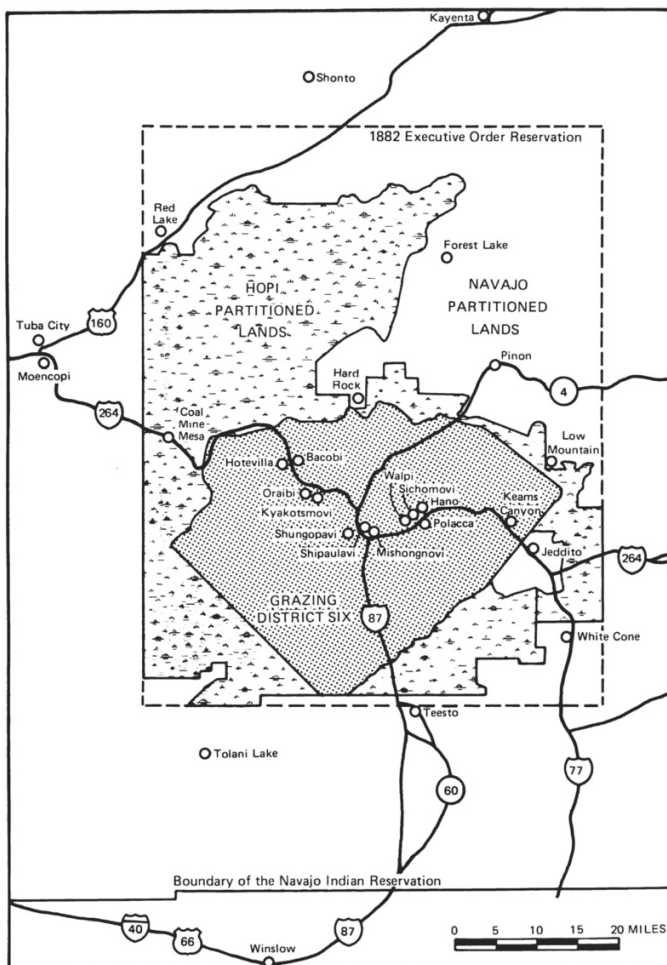 Kayenta
Shonto
1882 Executive Order Reservation
Red
Lake
Forest Lake
HOPI
PARTITIONED
LANDS
NAVAJO
PARTITIONED
LANDS
160
Tuba City
Moencopi
Pinon
Hard
Rock
4
264
Coal
Mine
Mesa
Low
Mountain
Hotevilla
Bacobi
Walpi
Sichomovi
Hano
Oraibi
Kyakotsmovi
Keams
Canyon
Polacca
Shungopavi
Shipaulavi
Mishongnovi
Jeddito
264
GRAZING
DISTRICT SIX
87
White Cone
Teesto
Tolani Lake
77
60
Boundary of the Navajo Indian Reservation
40
66
87
Winslow
0 5 10 15 20 MILES